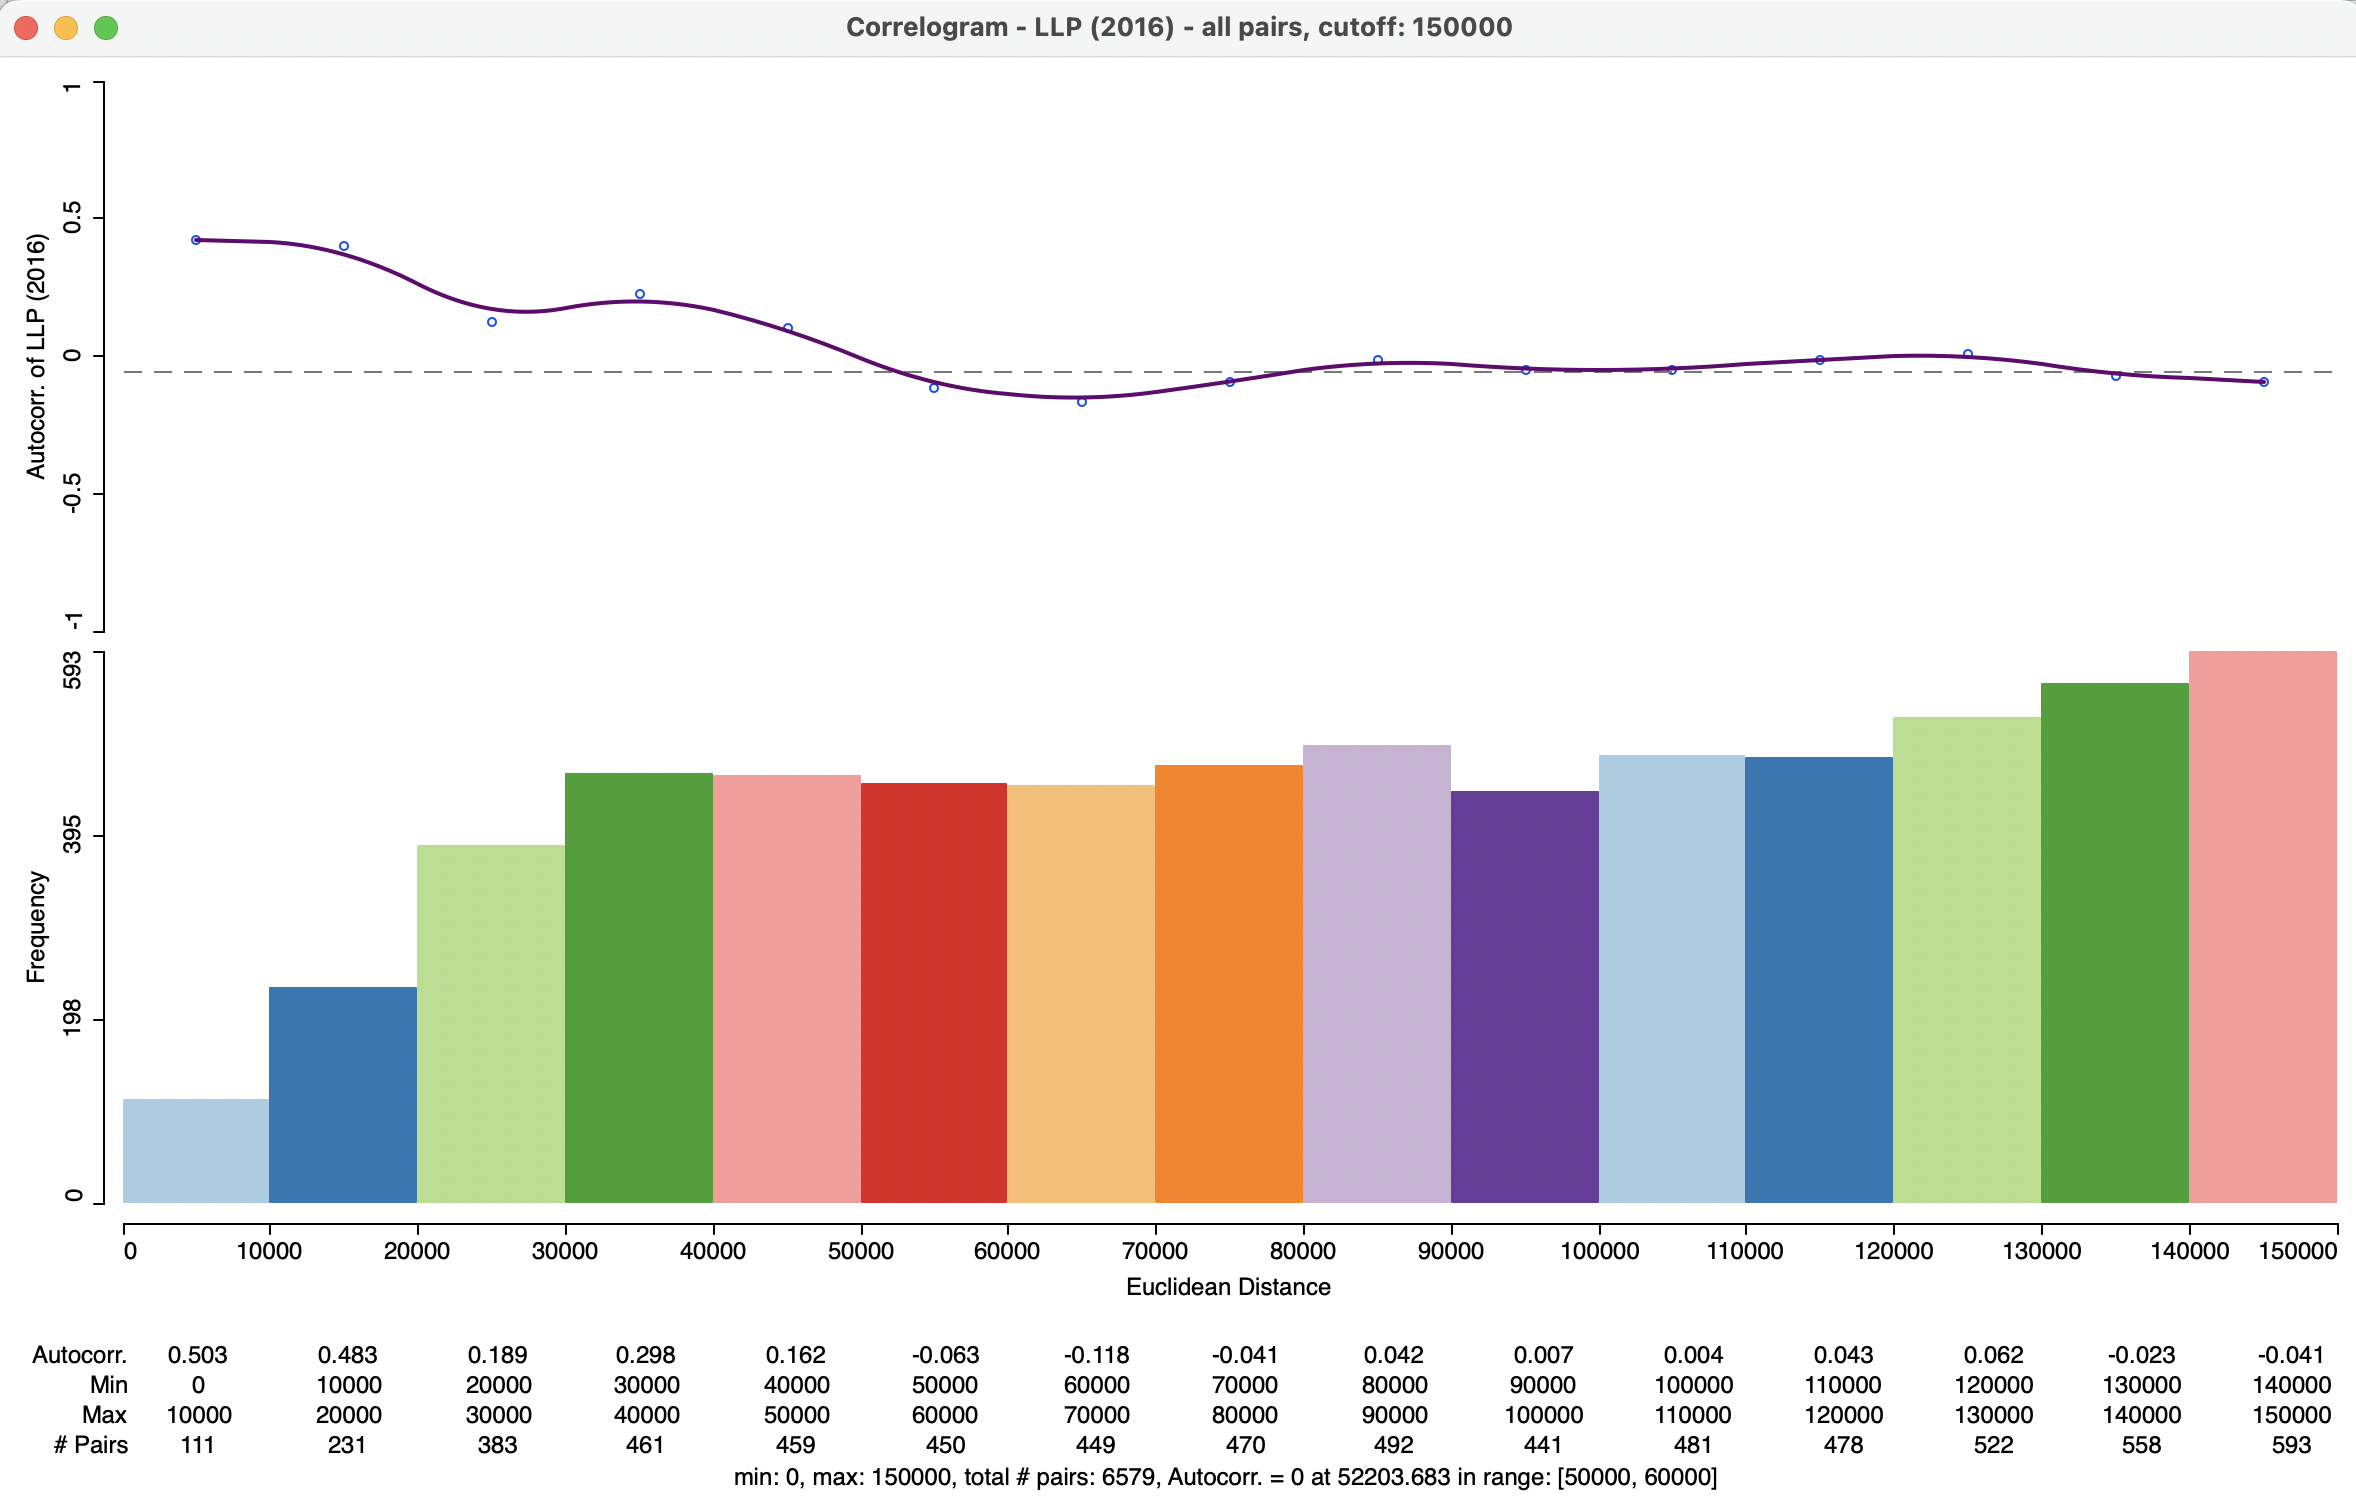 Correlogram - LLP (2016) - all pairs, cutoff: 150000
1
0.5
0
-0.5
-1
Autocorr. of LLP (2016)
593
395
198
0
Frequency
0 10000 20000 30000 40000 50000 60000 70000 80000 90000 100000 110000 120000 130000 140000 150000
Euclidean Distance
Autocorr. 0.503 0.483 0.189 0.298 0.162 -0.063 -0.118 -0.041 0.042 0.007 0.004 0.043 0.062 -0.023 -0.041
Min 0 10000 20000 30000 40000 50000 60000 70000 80000 90000 100000 110000 120000 130000 140000
Max 10000 20000 30000 40000 50000 60000 70000 80000 90000 100000 110000 120000 130000 140000 150000
# Pairs 111 231 383 461 459 450 449 470 492 441 481 478 522 558 593
min: 0, max: 150000, total # pairs: 6579, Autocorr. = 0 at 52203.683 in range: [50000, 60000]